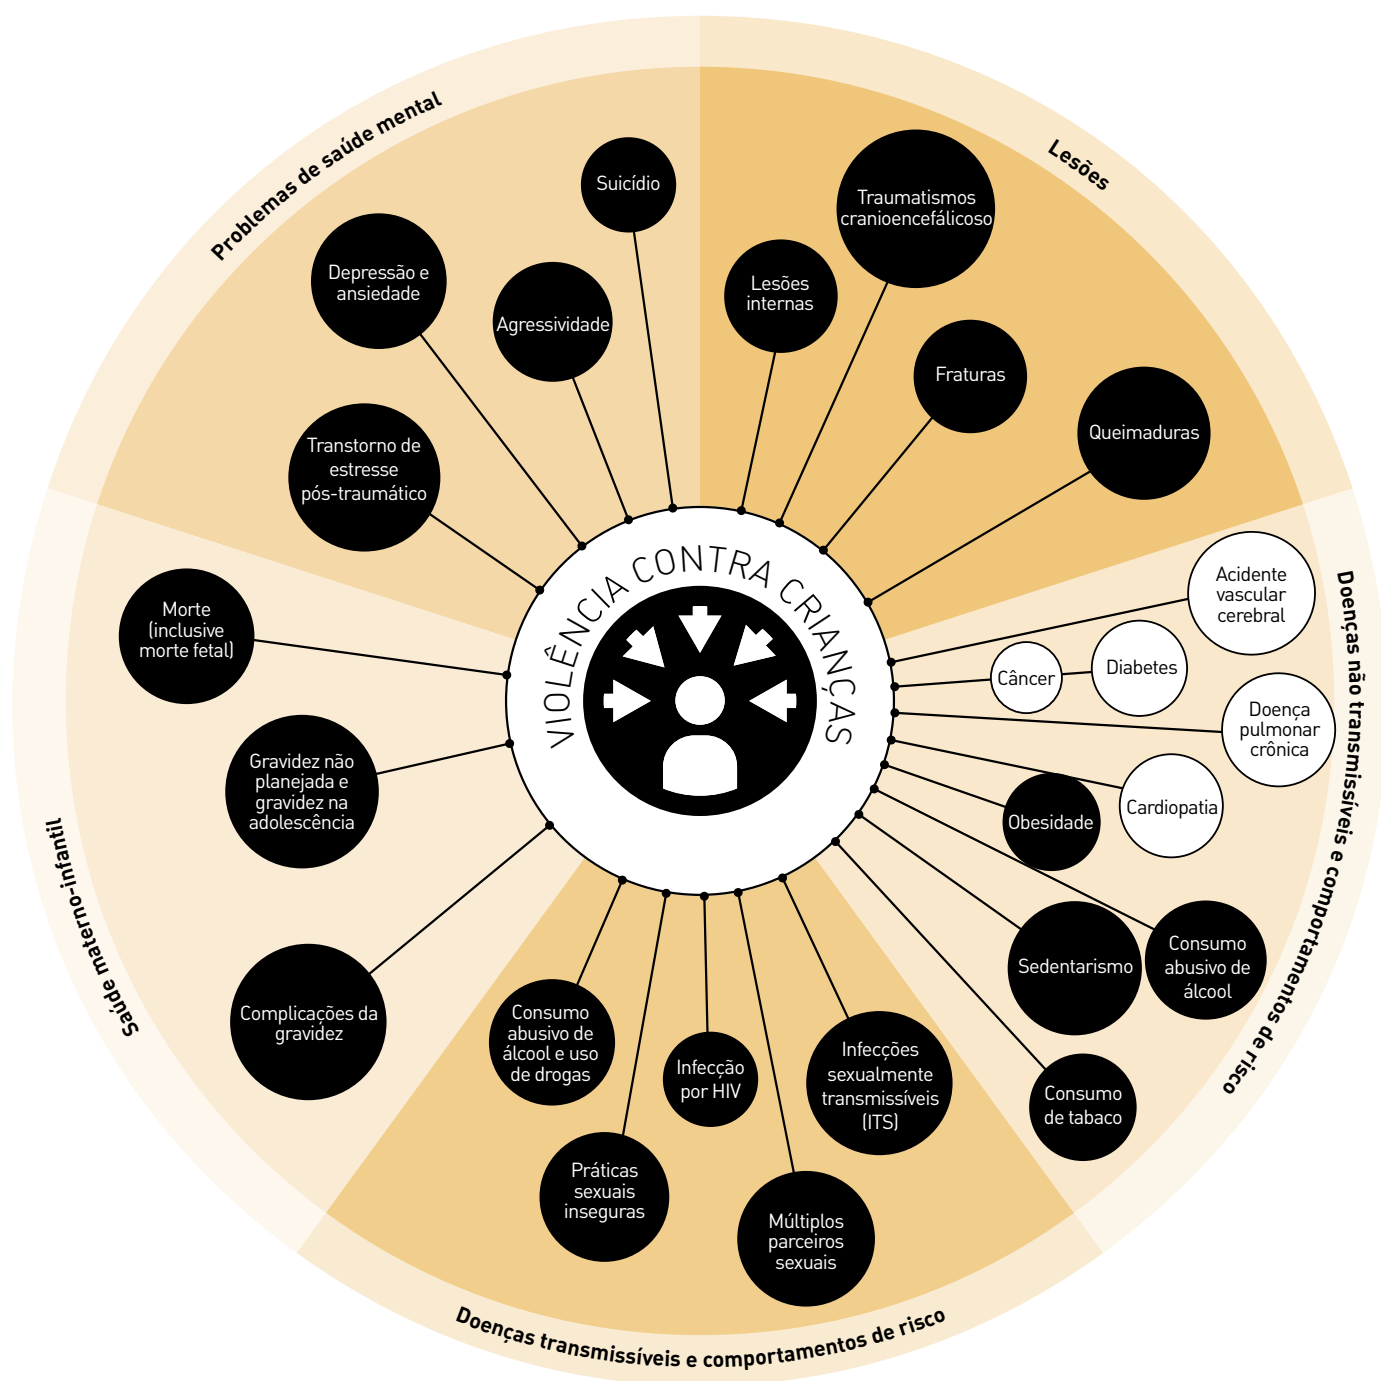 VIOLÊNCIA CONTRA CRIANÇAS
Problemas de saúde mental
Suicídio
Depressão e
ansiedade
Agressividade
Transtorno de
estresse
pós-traumático
Lesões
Traumatismos
cranioencefálicoso
Lesões
internas
Fraturas
Queimaduras
Doenças não transmissíveis e comportamentos de risco
Acidente
vascular
cerebral
Câncer
Diabetes
Doença
pulmonar
crônica
Cardiopatia
Obesidade
Consumo
abusivo de
álcool
Sedentarismo
Consumo
de tabaco
Doenças transmissíveis e comportamentos de risco
Infecções
sexualmente
transmissíveis
(ITS)
Múltiplos
parceiros
sexuais
Infecção
por HIV
Práticas
sexuais
inseguras
Consumo
abusivo de
álcool e uso
de drogas
Saúde materno-infantil
Complicações da
gravidez
Gravidez não
planejada e
gravidez na
adolescência
Morte
(inclusive
morte fetal)